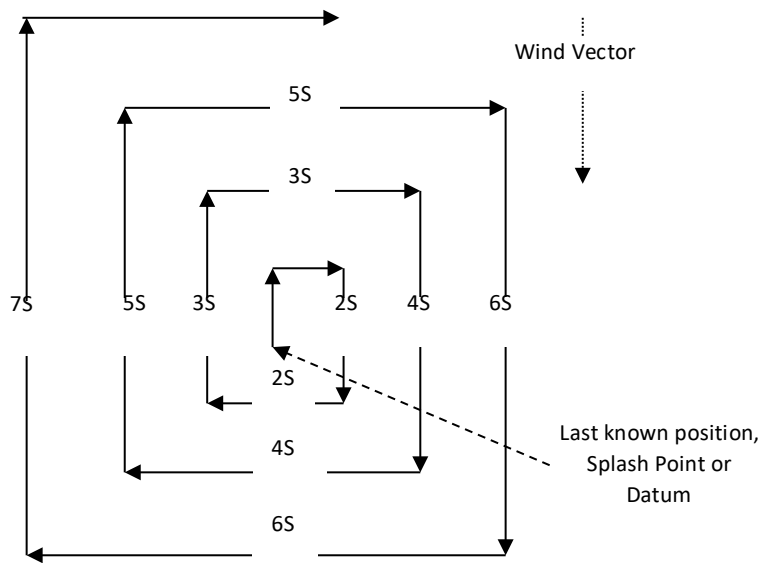 Wind Vector
5S
3S
7S 5S 3S 2S 4S 6S
2S
4S
6S
Last known position,
Splash Point or
Datum